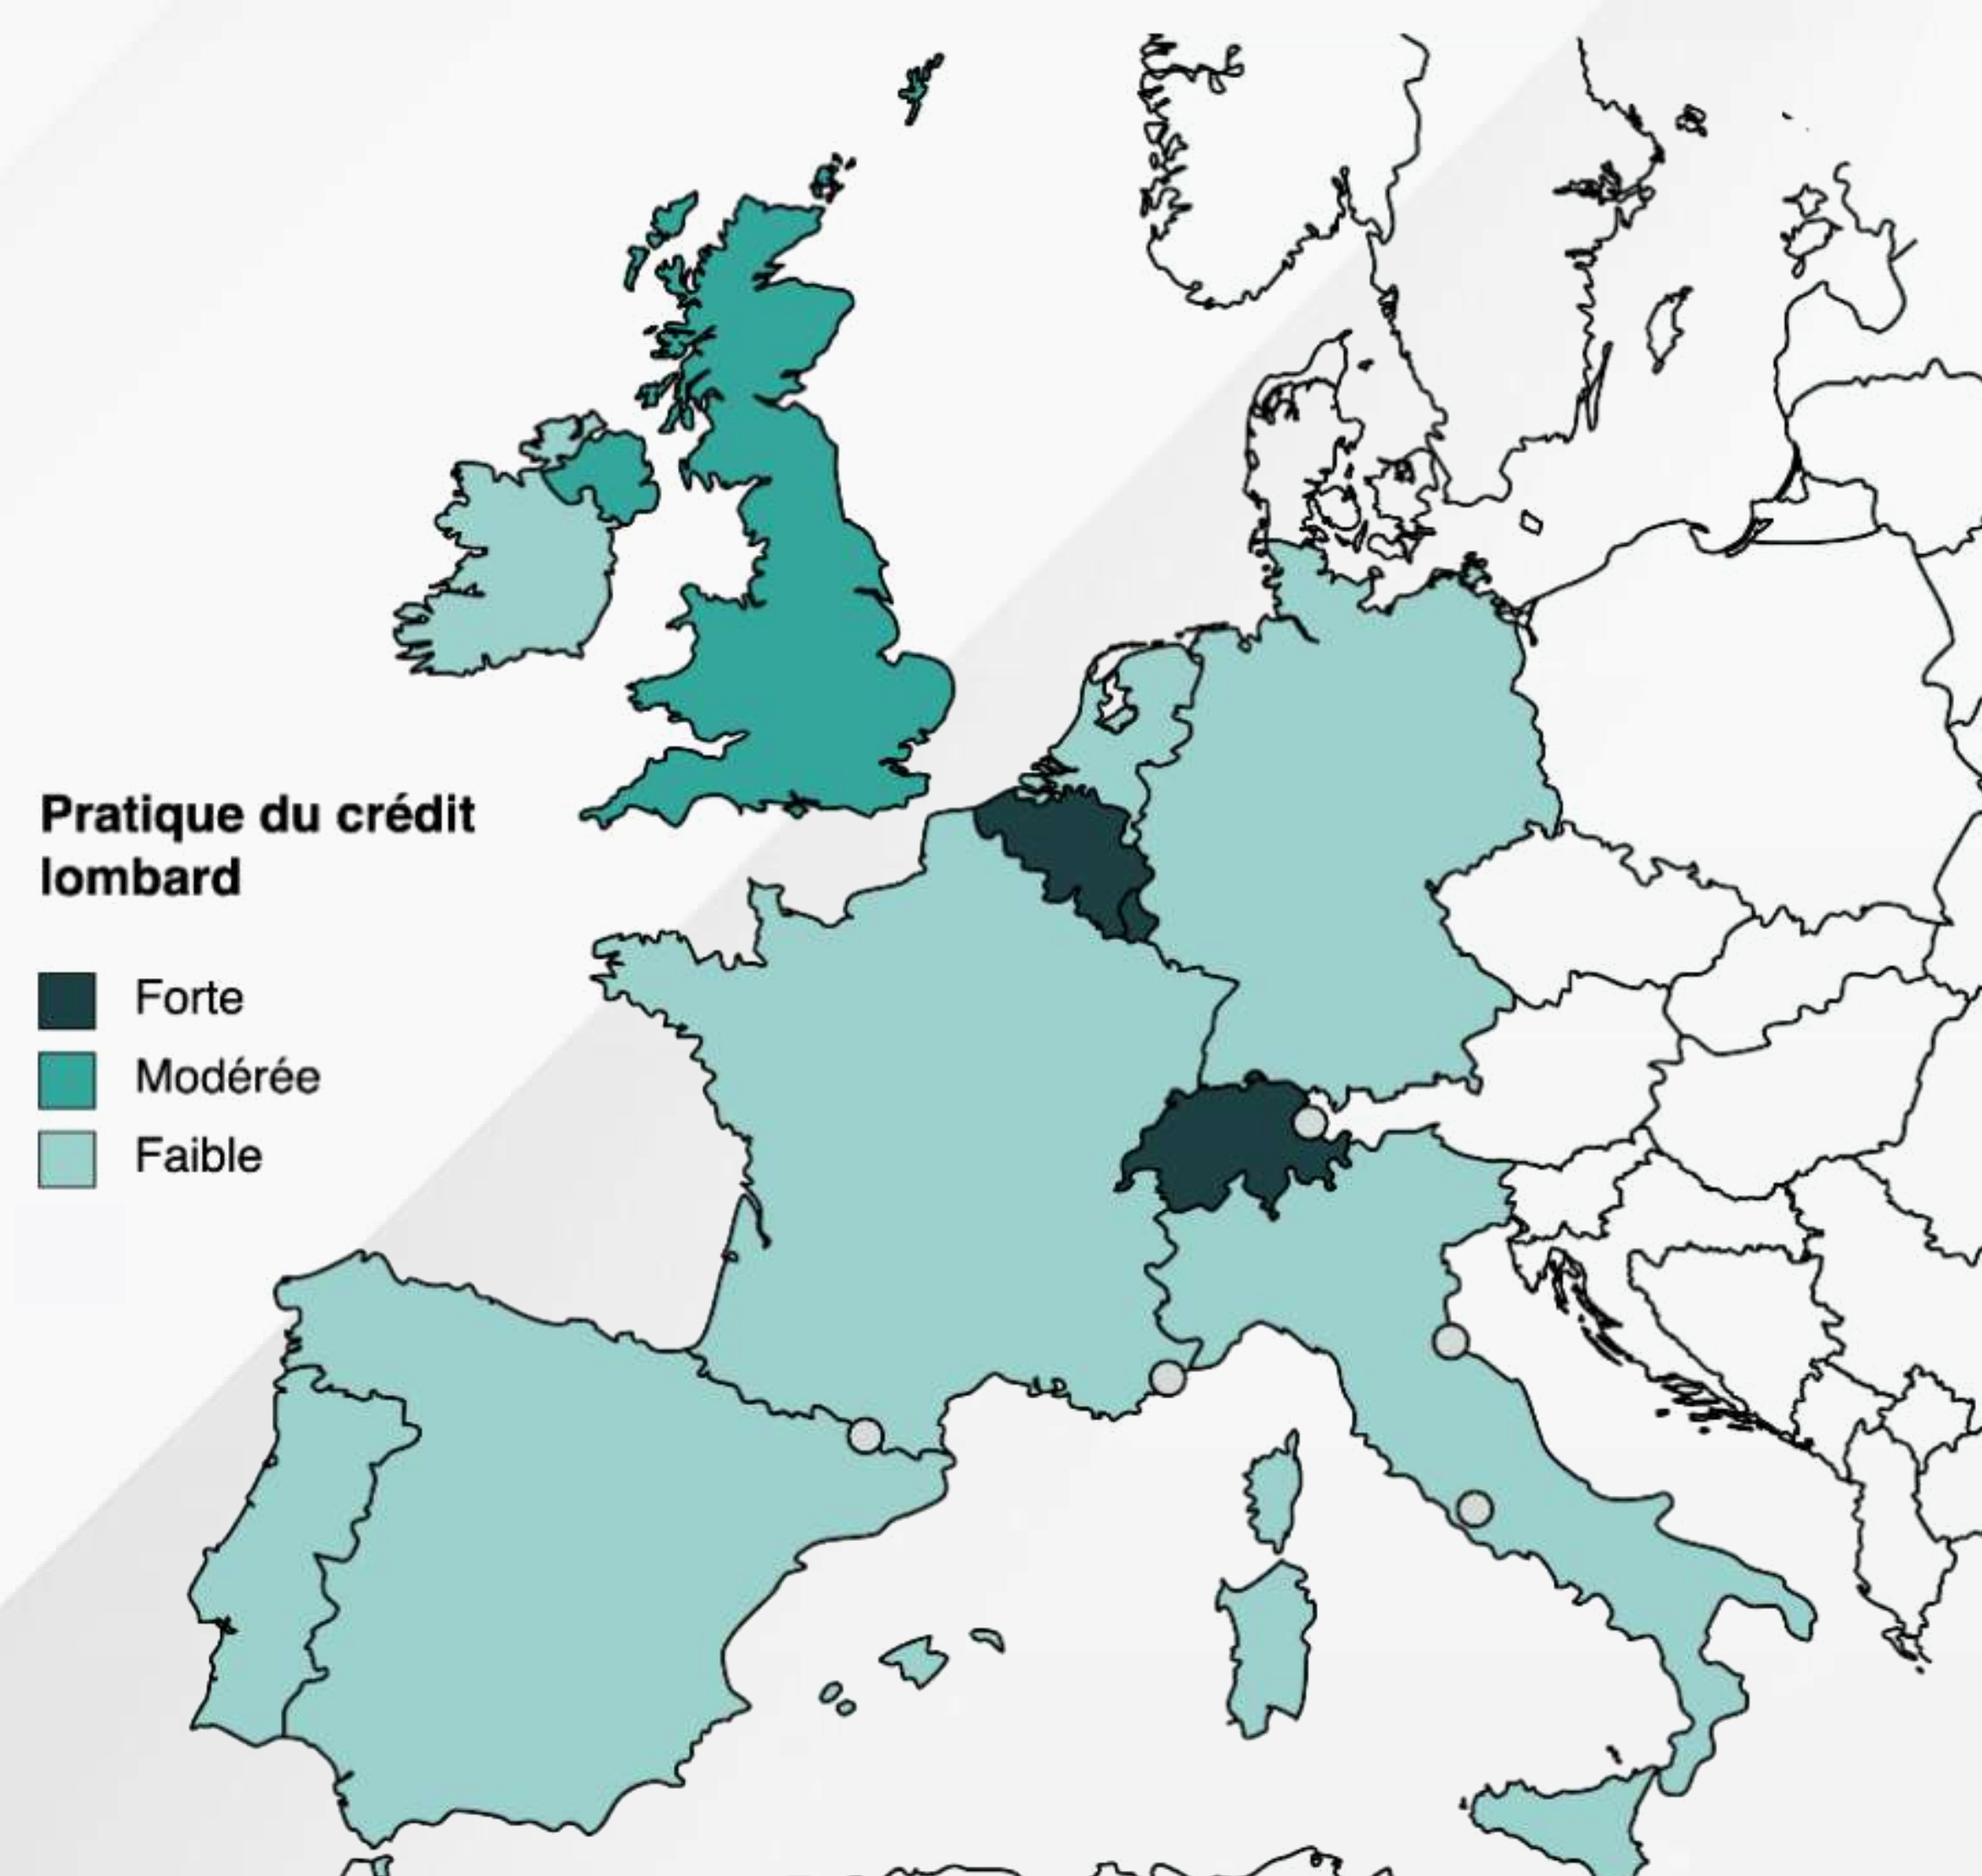 Pratique du crédit
lombard
Forte
Modérée
Faible